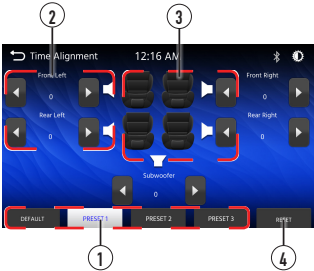 2 3
Time Alignment 12:16 AM
Front Left Front Right
0 0
Rear Left Rear Right
0 0
Subwoofer
0
DEFAULT PRESET 1 PRESET 2 PRESET 3 RESET
1 4